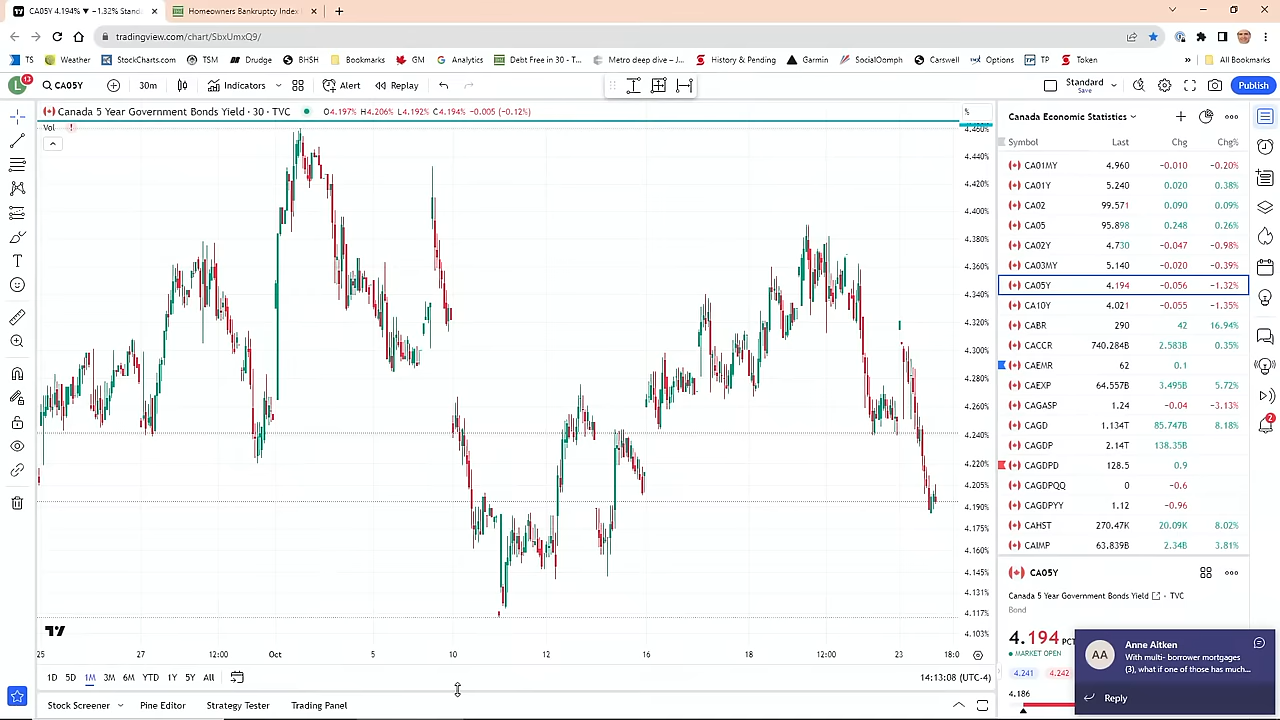 CA05Y 4.194% ▼ −1.32% Stand
Homeowners Bankruptcy Index
tradingview.com/chart/SbxUmxQ9/
TS
Weather
StockCharts.com
TSM
Drudge
BHSH
Bookmarks
GM
Analytics
Debt Free in 30 - T...
Metro deep dive – J...
History & Pending
Garmin
SocialOomph
Carswell
Options
TP
Token
All Bookmarks
L
13
CA05Y
30m
Indicators
Alert
Replay
Standard
Save
Publish
Canada 5 Year Government Bonds Yield · 30 · TVC
O4.197% H4.206% L4.192% C4.194% −0.005 (−0.12%)
Vol
%
4.460%
4.440%
4.420%
4.400%
4.380%
4.360%
4.340%
4.320%
4.300%
4.280%
4.260%
4.240%
4.220%
4.205%
4.190%
4.175%
4.160%
4.145%
4.131%
4.117%
4.103%
25
27
Oct
5
10
12
16
18
12:00
23
18:0
1D
5D
1M
3M
6M
YTD
1Y
5Y
All
14:13:08 (UTC-4)
Stock Screener
Pine Editor
Strategy Tester
Trading Panel
Canada Economic Statistics
Symbol Last Chg Chg%
CA01MY 4.960 −0.010 −0.20%
CA01Y 5.240 0.020 0.38%
CA02 99.571 0.090 0.09%
CA05 95.898 0.248 0.26%
CA02Y 4.730 −0.047 −0.98%
CA03MY 5.140 −0.020 −0.39%
CA05Y 4.194 −0.056 −1.32%
CA10Y 4.021 −0.055 −1.35%
CABR 290 42 16.94%
CACCR 740.284B 2.583B 0.35%
CAEMR 62 0.1
CAEXP 64.557B 3.495B 5.72%
CAGASP 1.24 −0.04 −3.13%
CAGD 1.134T 85.747B 8.18%
CAGDP 2.14T 138.35B
CAGDPD 128.5 0.9
CAGDPQQ 0 −0.6
CAGDPYY 1.12 −0.96
CAHST 270.47K 20.09K 8.02%
CAIMP 63.839B 2.34B 3.81%
2
CA05Y
Canada 5 Year Government Bonds Yield · TVC
Bond
4.194 PCT
MARKET OPEN
4.241
4.242
4.186
AA
Anne Aitken
With multi- borrower mortgages
(3), what if one of those has much...
Reply